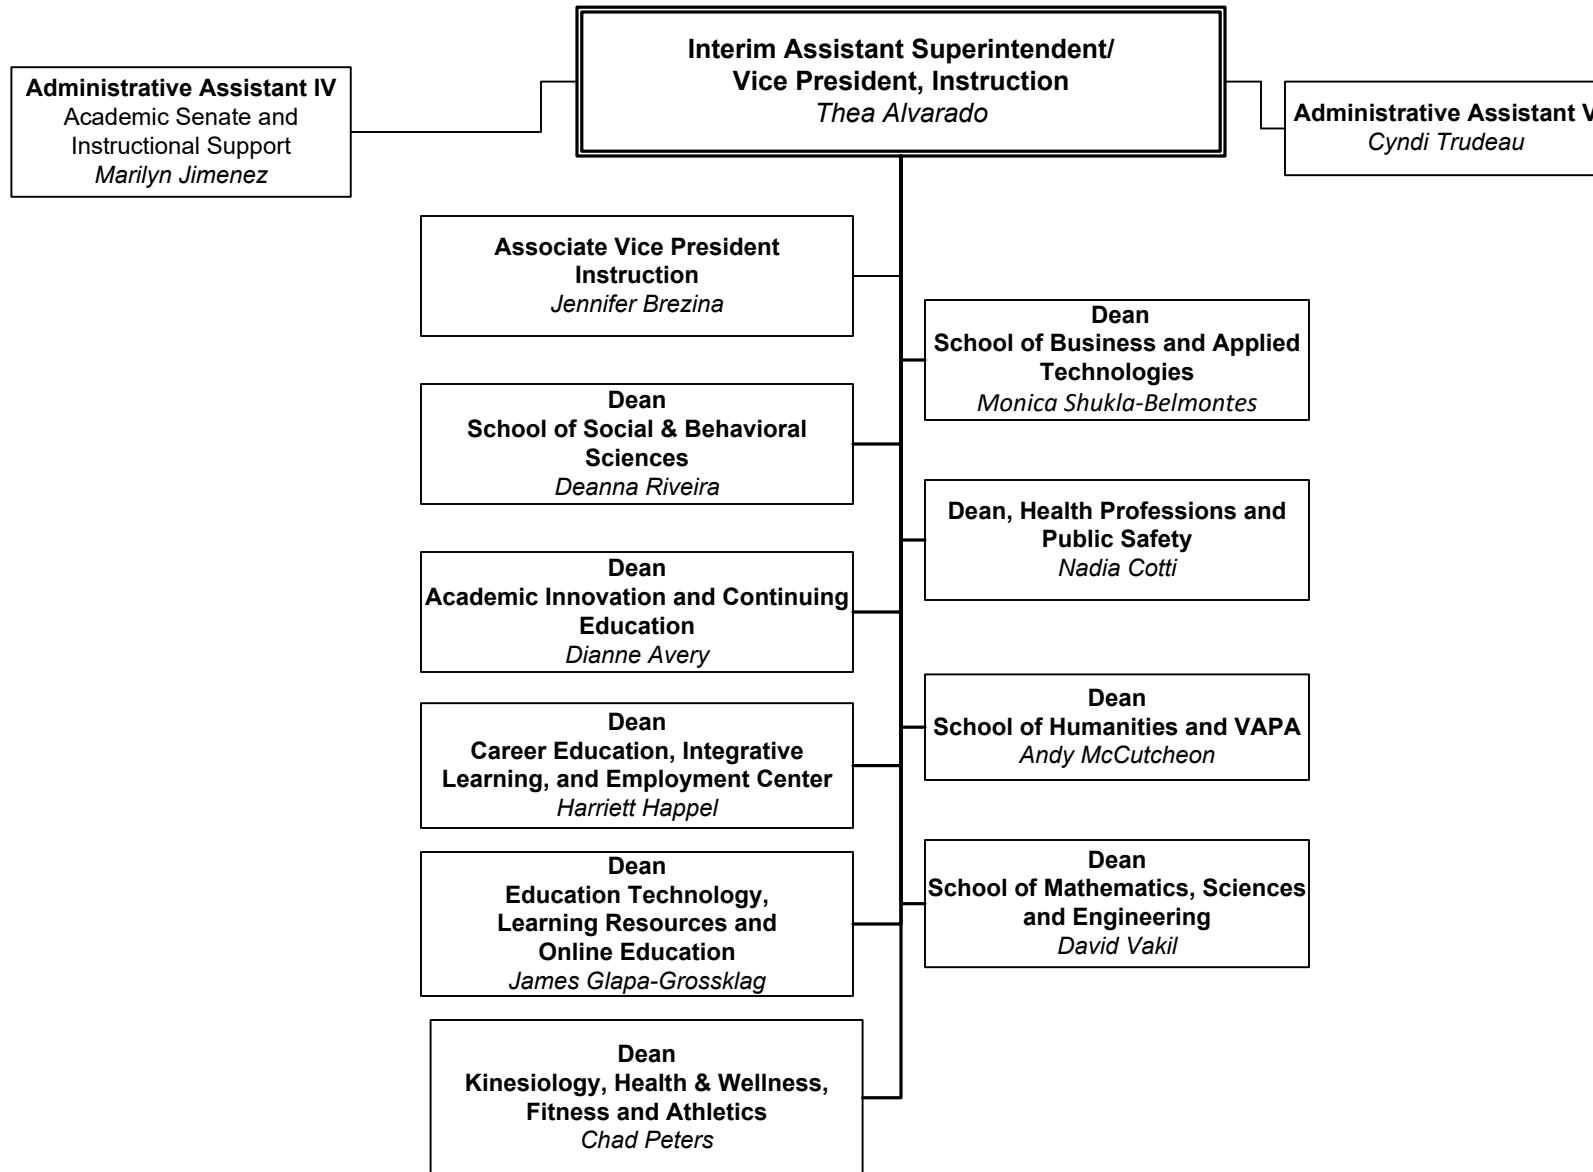 Interim Assistant Superintendent/
Vice President, Instruction
Thea Alvarado
Administrative Assistant IV
Academic Senate and
Instructional Support
Marilyn Jimenez
Administrative Assistant V
Cyndi Trudeau
Associate Vice President
Instruction
Jennifer Brezina
Dean
School of Business and Applied
Technologies
Monica Shukla-Belmontes
Dean
School of Social & Behavioral
Sciences
Deanna Riveira
Dean, Health Professions and
Public Safety
Nadia Cotti
Dean
Academic Innovation and Continuing
Education
Dianne Avery
Dean
School of Humanities and VAPA
Andy McCutcheon
Dean
Career Education, Integrative
Learning, and Employment Center
Harriett Happel
Dean
School of Mathematics, Sciences
and Engineering
David Vakil
Dean
Education Technology,
Learning Resources and
Online Education
James Glapa-Grossklag
Dean
Kinesiology, Health & Wellness,
Fitness and Athletics
Chad Peters